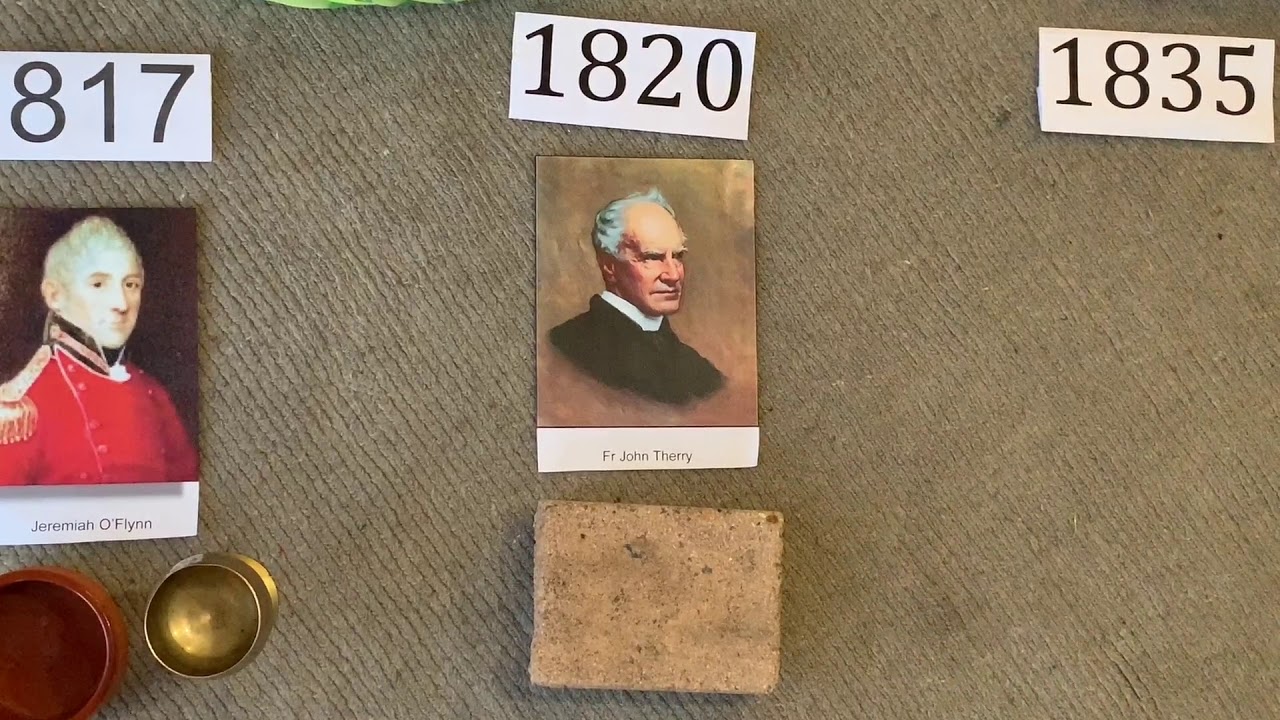 817
1820
1835
Jeremiah O'Flynn
Fr John Therry